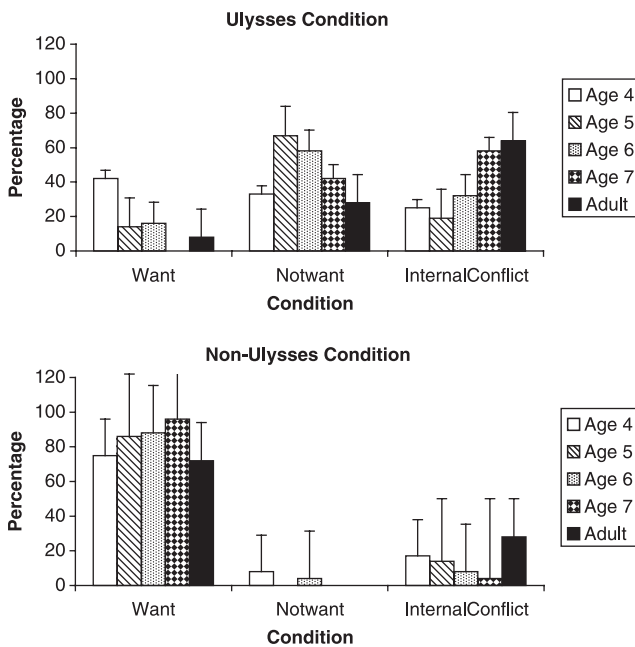 Ulysses Condition
120
100
80
60
40
20
0
Percentage
Want Notwant InternalConflict
Condition
Age 4
Age 5
Age 6
Age 7
Adult
Non-Ulysses Condition
120
100
80
60
40
20
0
Percentage
Want Notwant InternalConflict
Condition
Age 4
Age 5
Age 6
Age 7
Adult